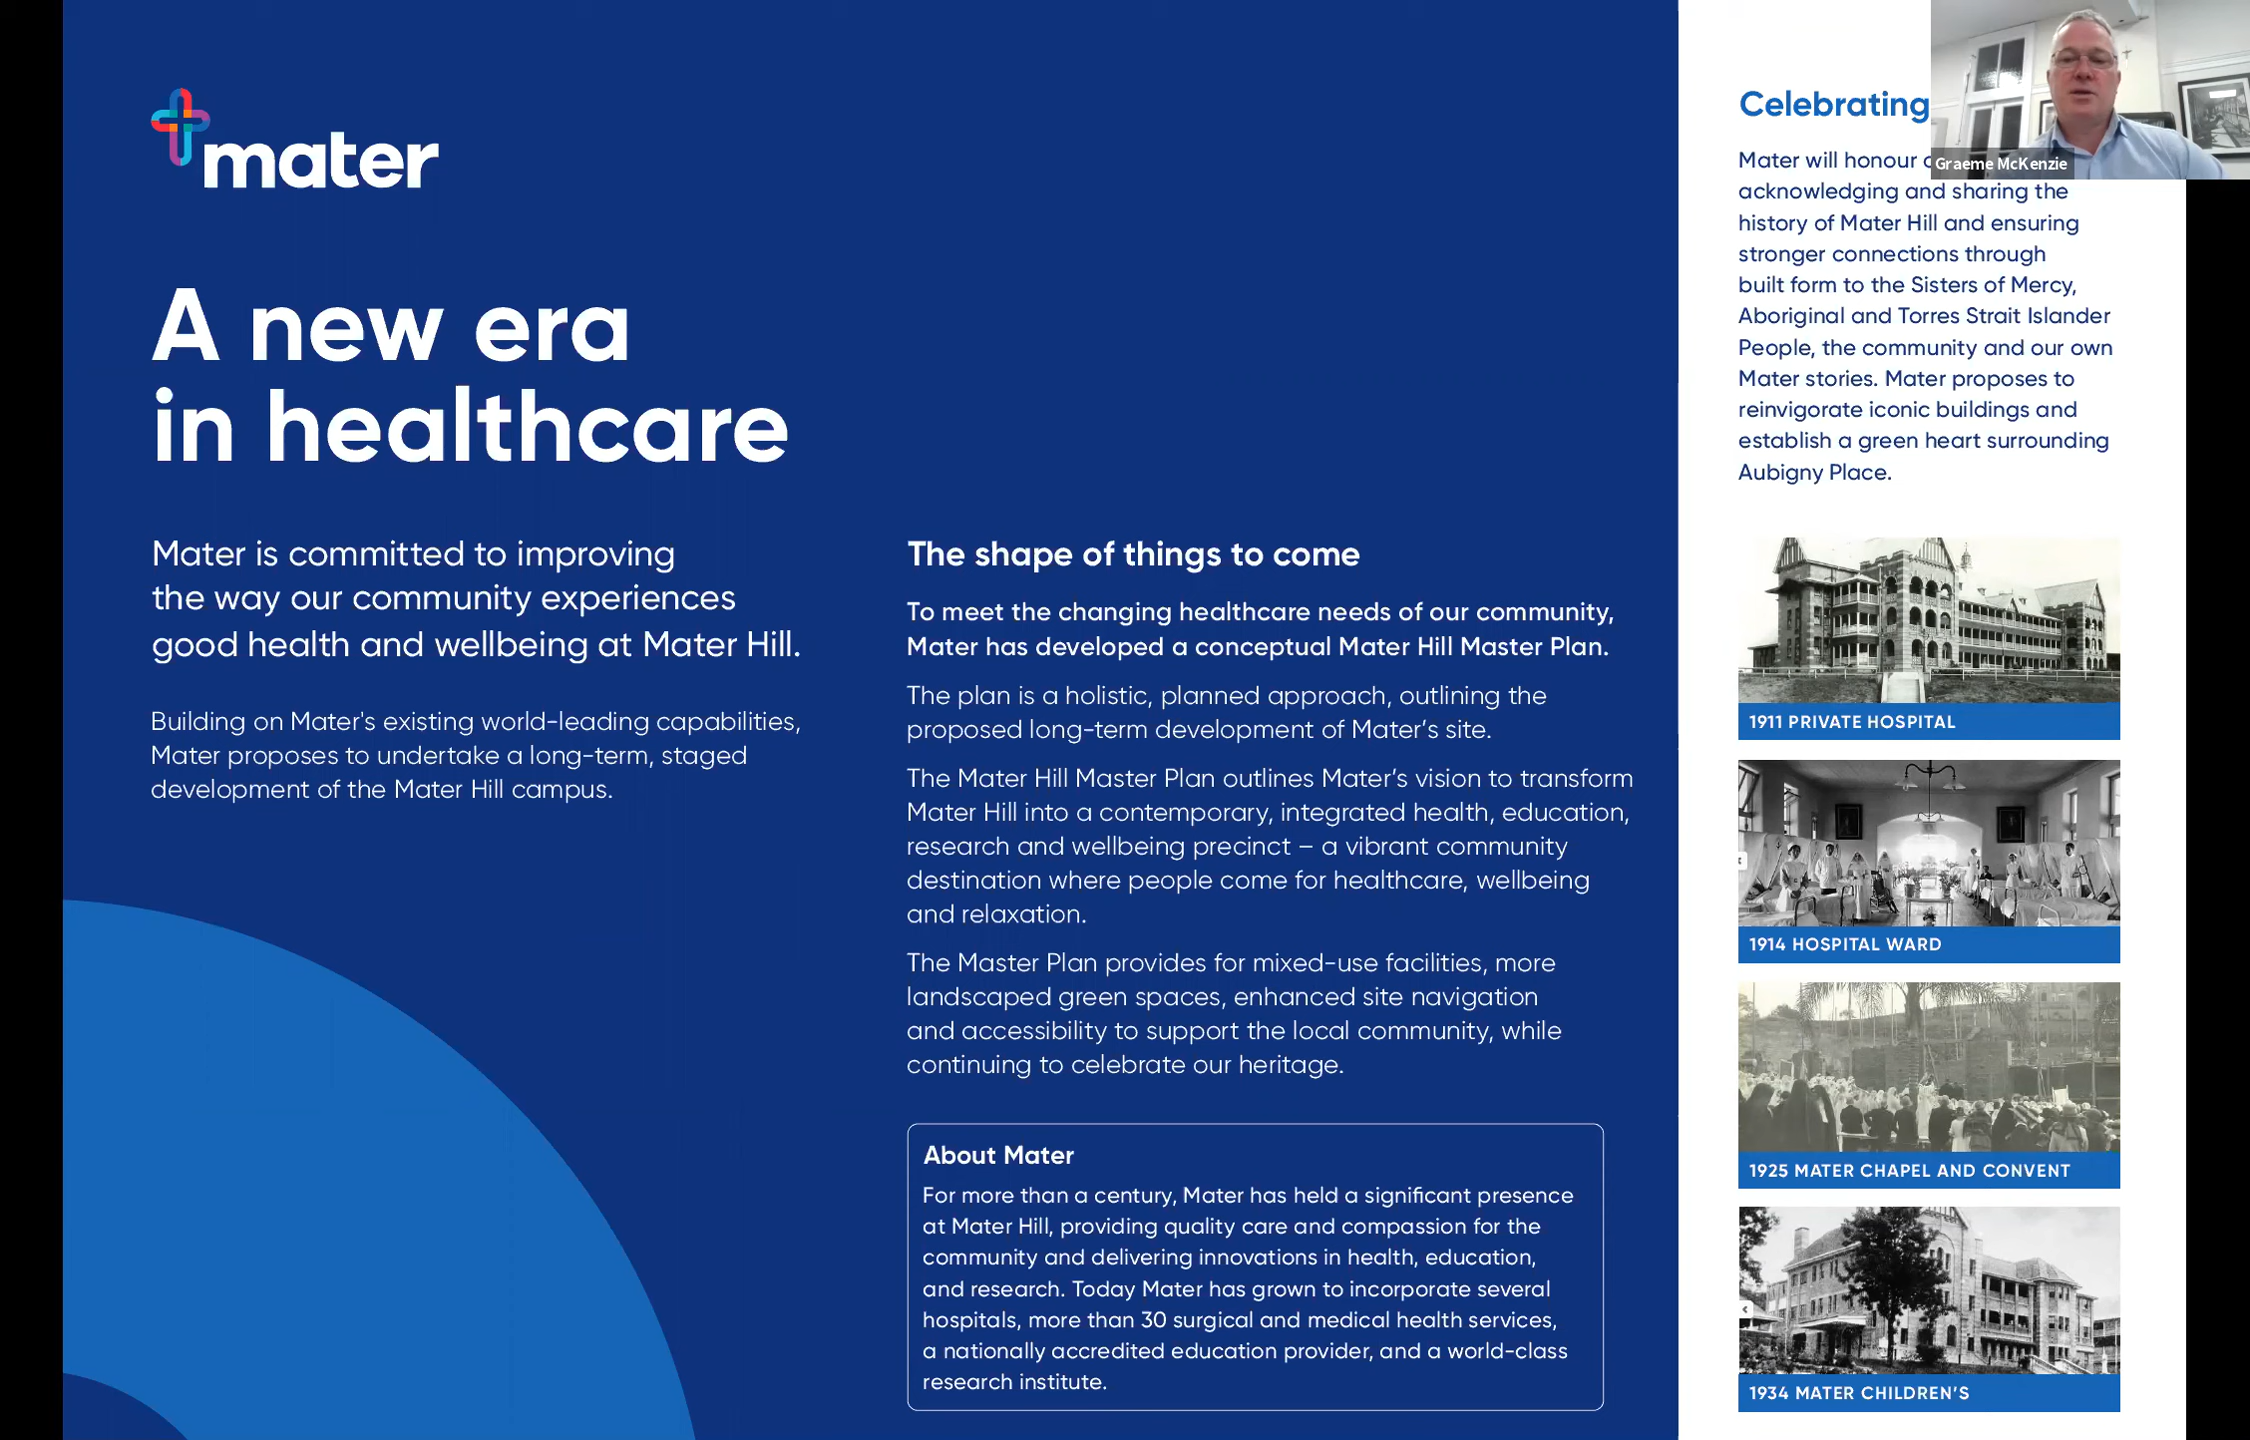 mater
A new era
in healthcare
Mater is committed to improving
the way our community experiences
good health and wellbeing at Mater Hill.
Building on Mater's existing world-leading capabilities,
Mater proposes to undertake a long-term, staged
development of the Mater Hill campus.
The shape of things to come
To meet the changing healthcare needs of our community,
Mater has developed a conceptual Mater Hill Master Plan.
The plan is a holistic, planned approach, outlining the
proposed long-term development of Mater's site.
The Mater Hill Master Plan outlines Mater's vision to transform
Mater Hill into a contemporary, integrated health, education,
research and wellbeing precinct – a vibrant community
destination where people come for healthcare, wellbeing
and relaxation.
The Master Plan provides for mixed-use facilities, more
landscaped green spaces, enhanced site navigation
and accessibility to support the local community, while
continuing to celebrate our heritage.
About Mater
For more than a century, Mater has held a significant presence
at Mater Hill, providing quality care and compassion for the
community and delivering innovations in health, education,
and research. Today Mater has grown to incorporate several
hospitals, more than 30 surgical and medical health services,
a nationally accredited education provider, and a world-class
research institute.
Celebrating
Mater will honour
Graeme McKenzie
acknowledging and sharing the
history of Mater Hill and ensuring
stronger connections through
built form to the Sisters of Mercy,
Aboriginal and Torres Strait Islander
People, the community and our own
Mater stories. Mater proposes to
reinvigorate iconic buildings and
establish a green heart surrounding
Aubigny Place.
1911 PRIVATE HOSPITAL
1914 HOSPITAL WARD
1925 MATER CHAPEL AND CONVENT
1934 MATER CHILDREN'S